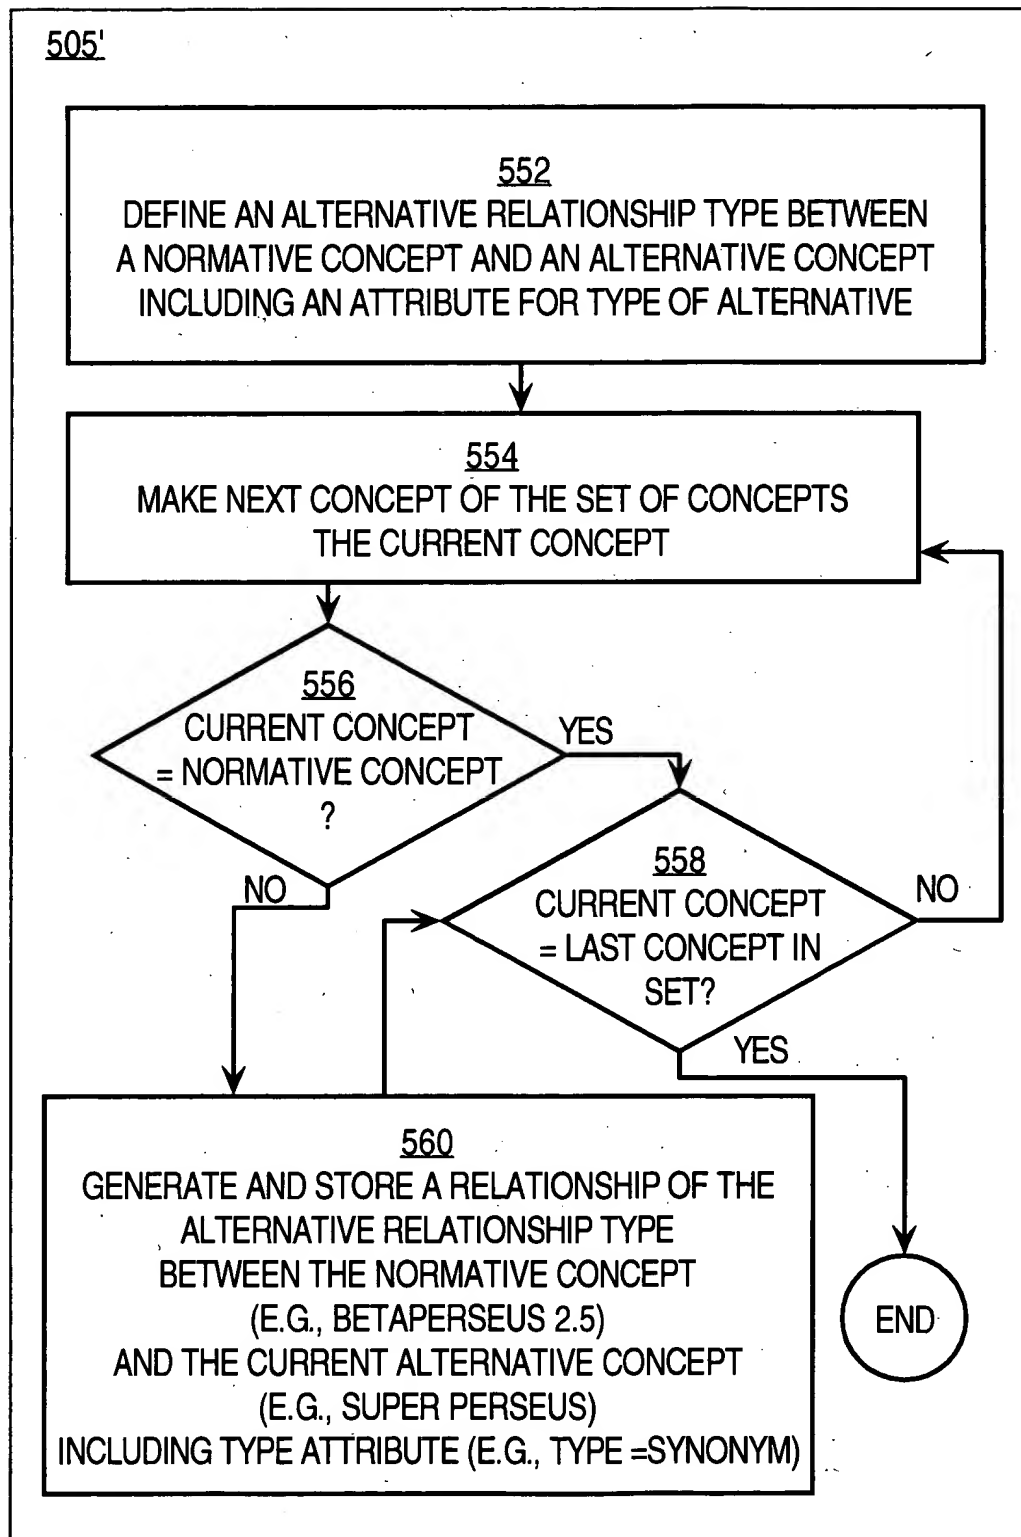 505'
552
DEFINE AN ALTERNATIVE RELATIONSHIP TYPE BETWEEN
A NORMATIVE CONCEPT AND AN ALTERNATIVE CONCEPT
INCLUDING AN ATTRIBUTE FOR TYPE OF ALTERNATIVE
554
MAKE NEXT CONCEPT OF THE SET OF CONCEPTS
THE CURRENT CONCEPT
556
CURRENT CONCEPT
= NORMATIVE CONCEPT
?
YES
NO
558
CURRENT CONCEPT
= LAST CONCEPT IN
SET?
NO
YES
560
GENERATE AND STORE A RELATIONSHIP OF THE
ALTERNATIVE RELATIONSHIP TYPE
BETWEEN THE NORMATIVE CONCEPT
(E.G., BETAPERSEUS 2.5)
AND THE CURRENT ALTERNATIVE CONCEPT
(E.G., SUPER PERSEUS)
INCLUDING TYPE ATTRIBUTE (E.G., TYPE =SYNONYM)
END